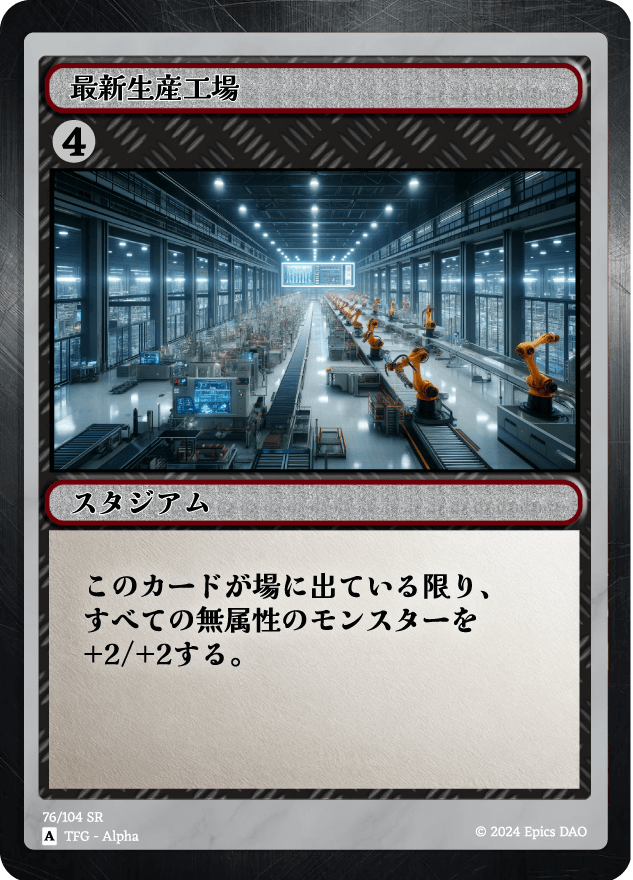 最新生産工場
4
スタジアム
このカードが場に出ている限り、
すべての無属性のモンスターを
+2/+2する。
76/104 SR
A TFG - Alpha
© 2024 Epics DAO